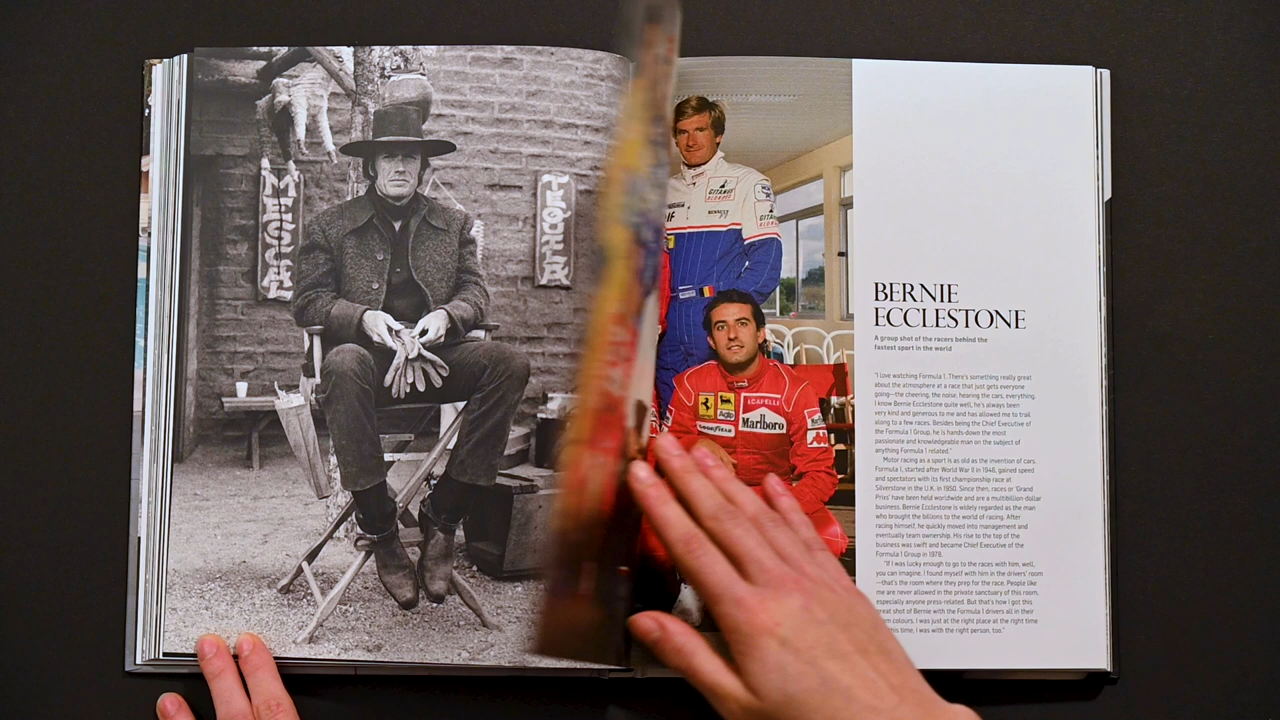 MESCAL
TEQUILA
GITANES
BLONDES
RENAULT
GITANES
BLONDES
I.CAPELLI
Agip
Marlboro
GOODYEAR
BERNIE
ECCLESTONE
A group shot of the racers behind the
fastest sport in the world
"I love watching Formula 1. There's something really great
about the atmosphere at a race that just gets everyone
going—the cheering, the noise; hearing the cars, everything.
I know Bernie Ecclestone quite well, he's always been
very kind and generous to me and has allowed me to trail
along to a few races. Besides being the Chief Executive of
the Formula 1 Group, he is hands-down the most
passionate and knowledgeable man on the subject of
anything Formula 1 related."
Motor racing as a sport is as old as the invention of cars.
Formula 1, started after World War II in 1946, gained speed
and spectators with its first championship race at
Silverstone in the U.K. in 1950. Since then, races or 'Grand
Pries' have been held worldwide and are a multibillion-dollar
business. Bernie Ecclestone is widely regarded as the man
who brought the billions to the world of racing. After
racing himself, he quickly moved into management and
eventually team ownership. His rise to the top of the
business was swift and became Chief Executive of the
Formula 1 Group in 1978.
"If I was lucky enough to go to the races with him, well,
you can imagine. I found myself with him in the drivers' room
—that's the room where they prep for the race. People like
me are never allowed in the private sanctuary of this room,
especially anyone press-related. But that's how I got this
great shot of Bernie with the Formula 1 drivers all in their
colours. I was just at the right place at the right time
this time, I was with the right person, too."